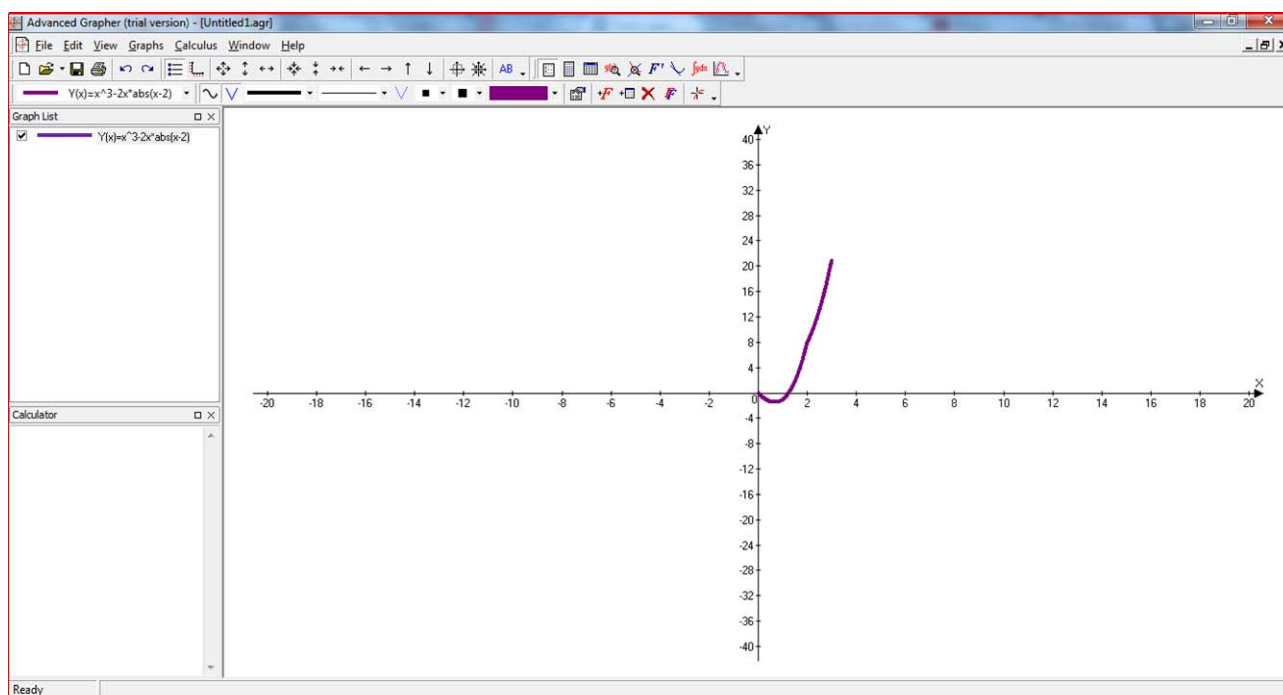 Advanced Grapher (trial version) - [Untitled1.agr]
File Edit View Graphs Calculus Window Help
AB
Y(x)=x^3-2x*abs(x-2)
Graph List
Y(x)=x^3-2x*abs(x-2)
Calculator
Y
40
36
32
28
24
20
16
12
8
4
X
-20 -18 -16 -14 -12 -10 -8 -6 -4 -2 0 2 4 6 8 10 12 14 16 18 20
-4
-8
-12
-16
-20
-24
-28
-32
-36
-40
Ready